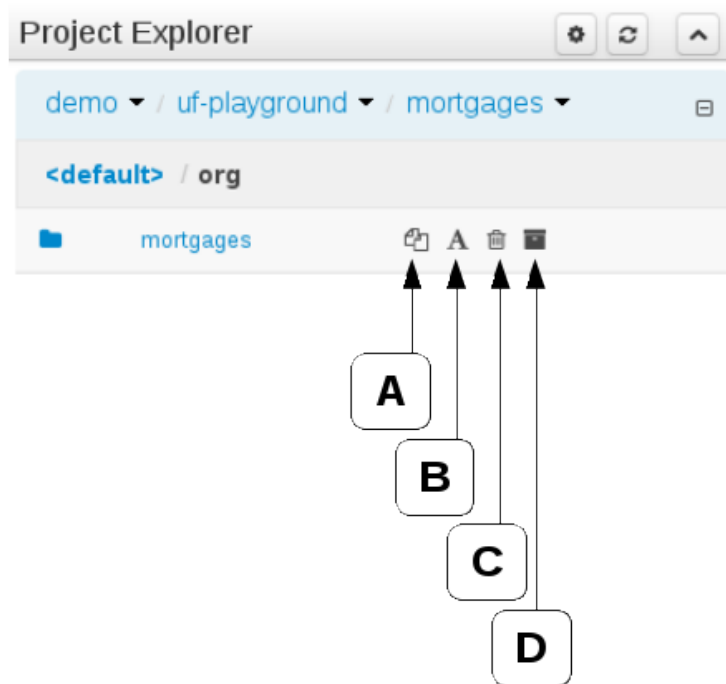 Project Explorer
demo / uf-playground / mortgages
<default> / org
mortgages
A
B
C
D